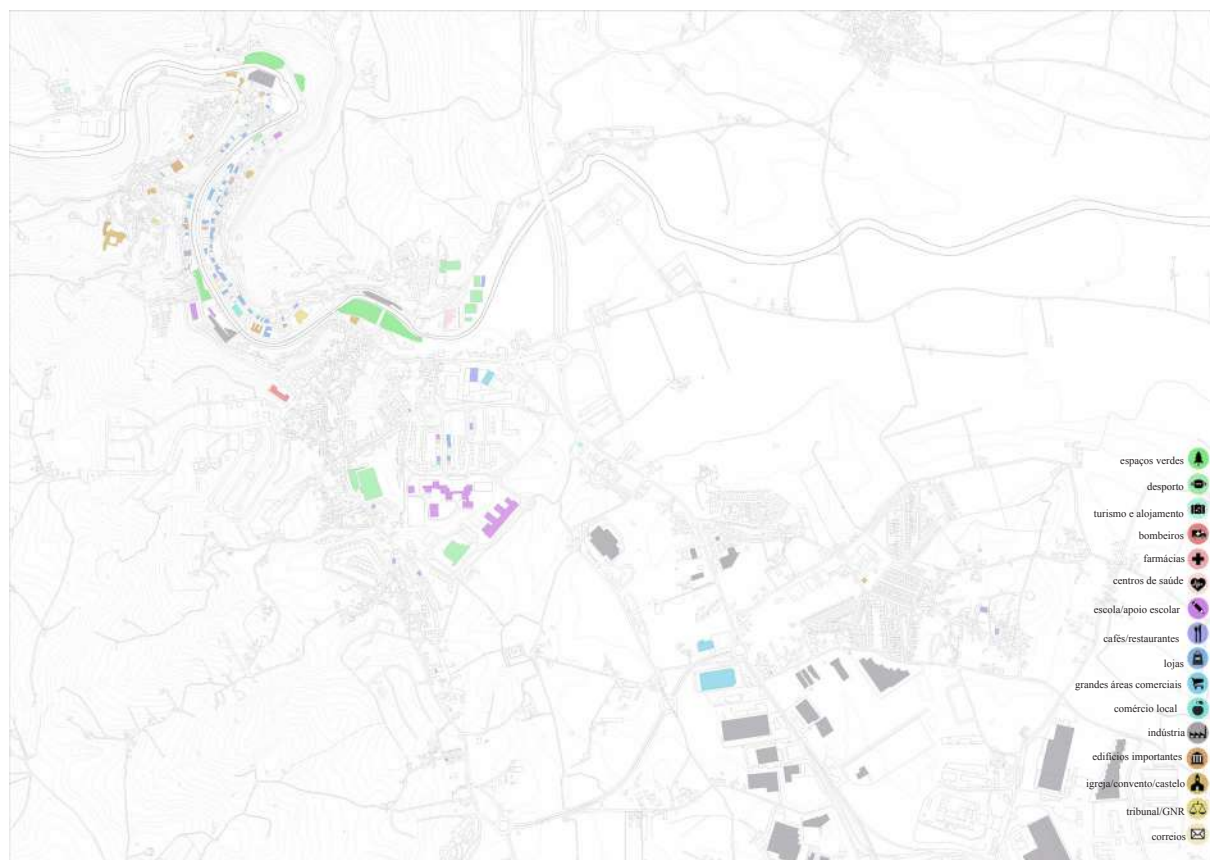 espaços verdes
desporto
turismo e alojamento
bombeiros
farmácias
centros de saúde
escola/apoio escolar
cafés/restaurantes
lojas
grandes áreas comerciais
comércio local
indústria
edifícios importantes
igreja/convento/castelo
tribunal/GNR
correios